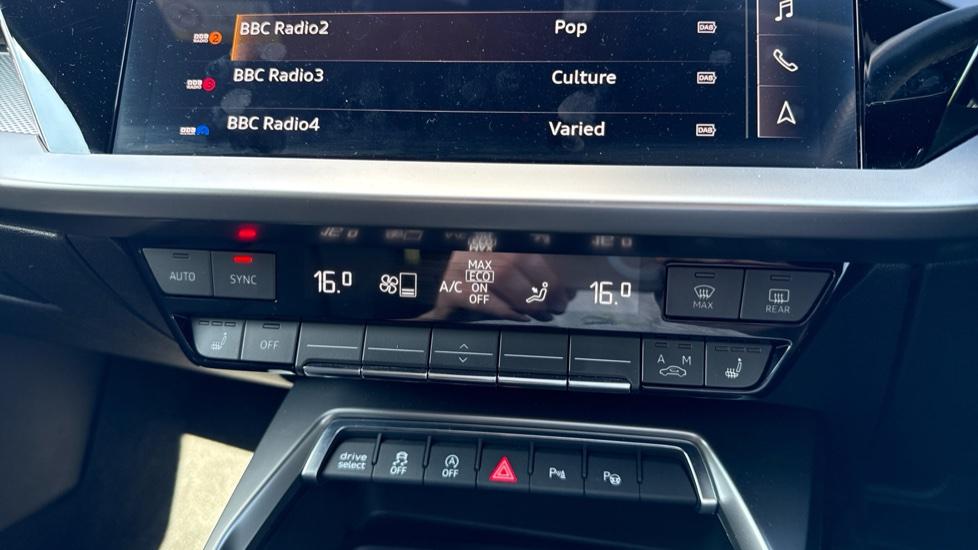 BBC Radio2 Pop DAB
BBC Radio3 Culture DAB
BBC Radio4 Varied DAB
AUTO SYNC 16.0 A/C MAX ECO ON OFF 16.0 MAX REAR
OFF A M
drive select OFF A OFF P P